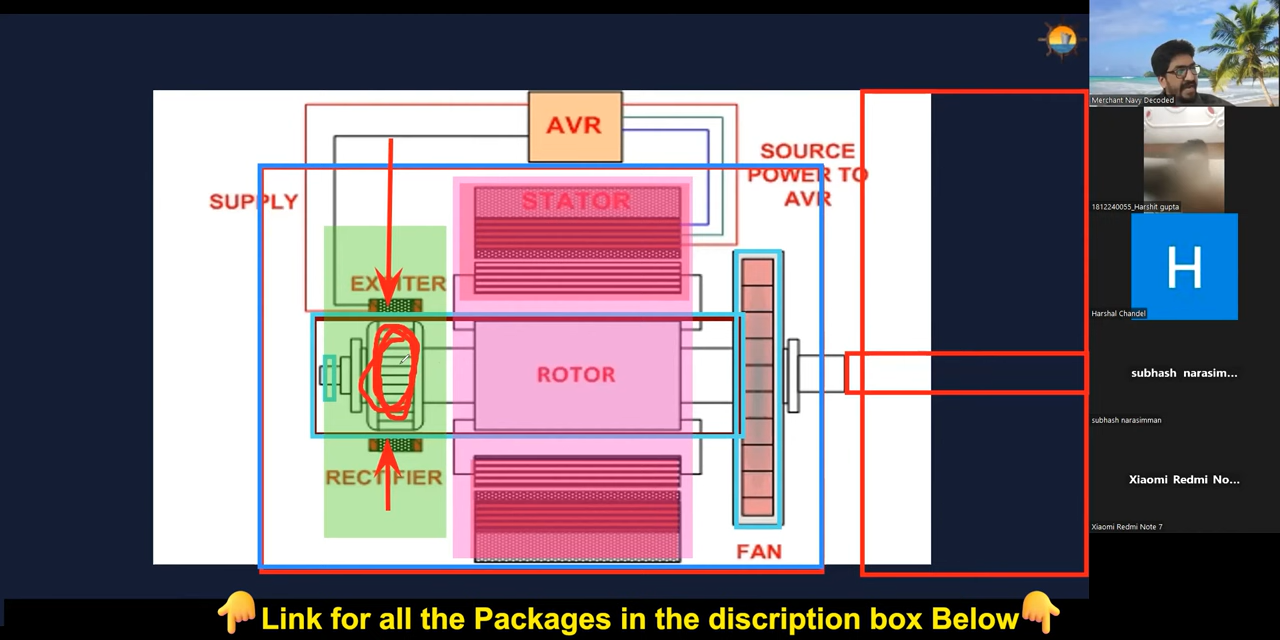 AVR
SOURCE
POWER TO
AVR
SUPPLY
STATOR
EXCITER
ROTOR
RECTIFIER
FAN
Merchant Navy Decoded
1812240055_Harshit gupta
H
Harshal Chandel
subhash narasim...
subhash narasimman
Xiaomi Redmi No...
Xiaomi Redmi Note 7
Link for all the Packages in the discription box Below